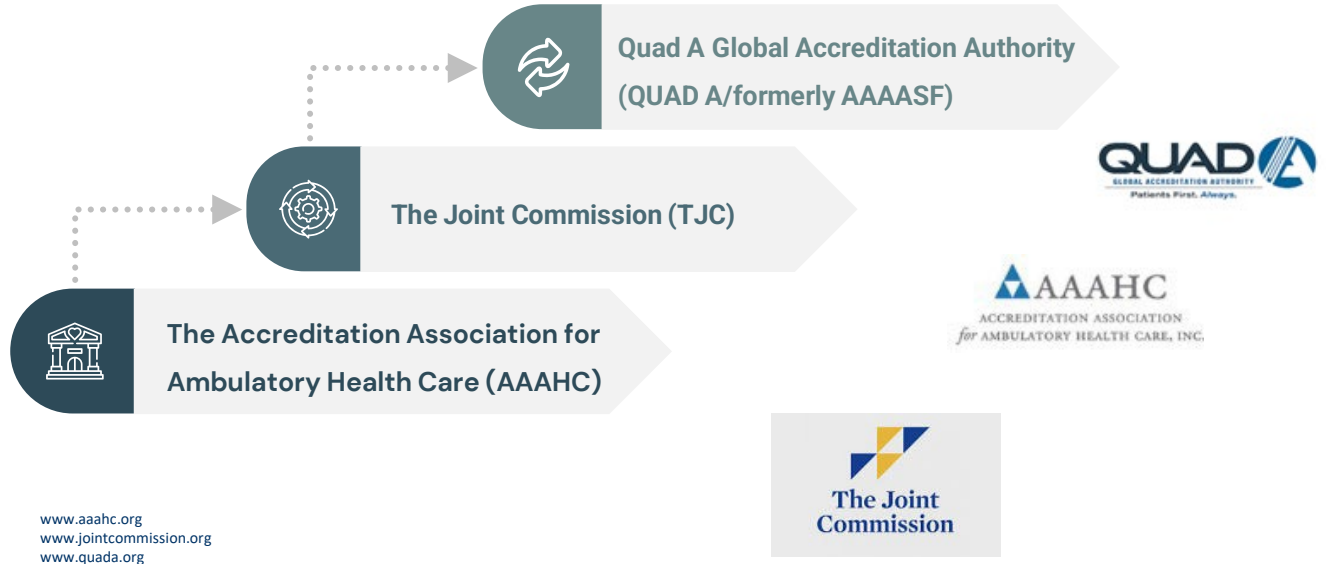 Quad A Global Accreditation Authority
(QUAD A/formerly AAAASF)
QUAD A
GLOBAL ACCREDITATION AUTHORITY
Patients First. Always.
The Joint Commission (TJC)
AAAHC
ACCREDITATION ASSOCIATION
for AMBULATORY HEALTH CARE, INC.
The Accreditation Association for
Ambulatory Health Care (AAAHC)
The Joint
Commission
www.aaahc.org
www.jointcommission.org
www.quada.org